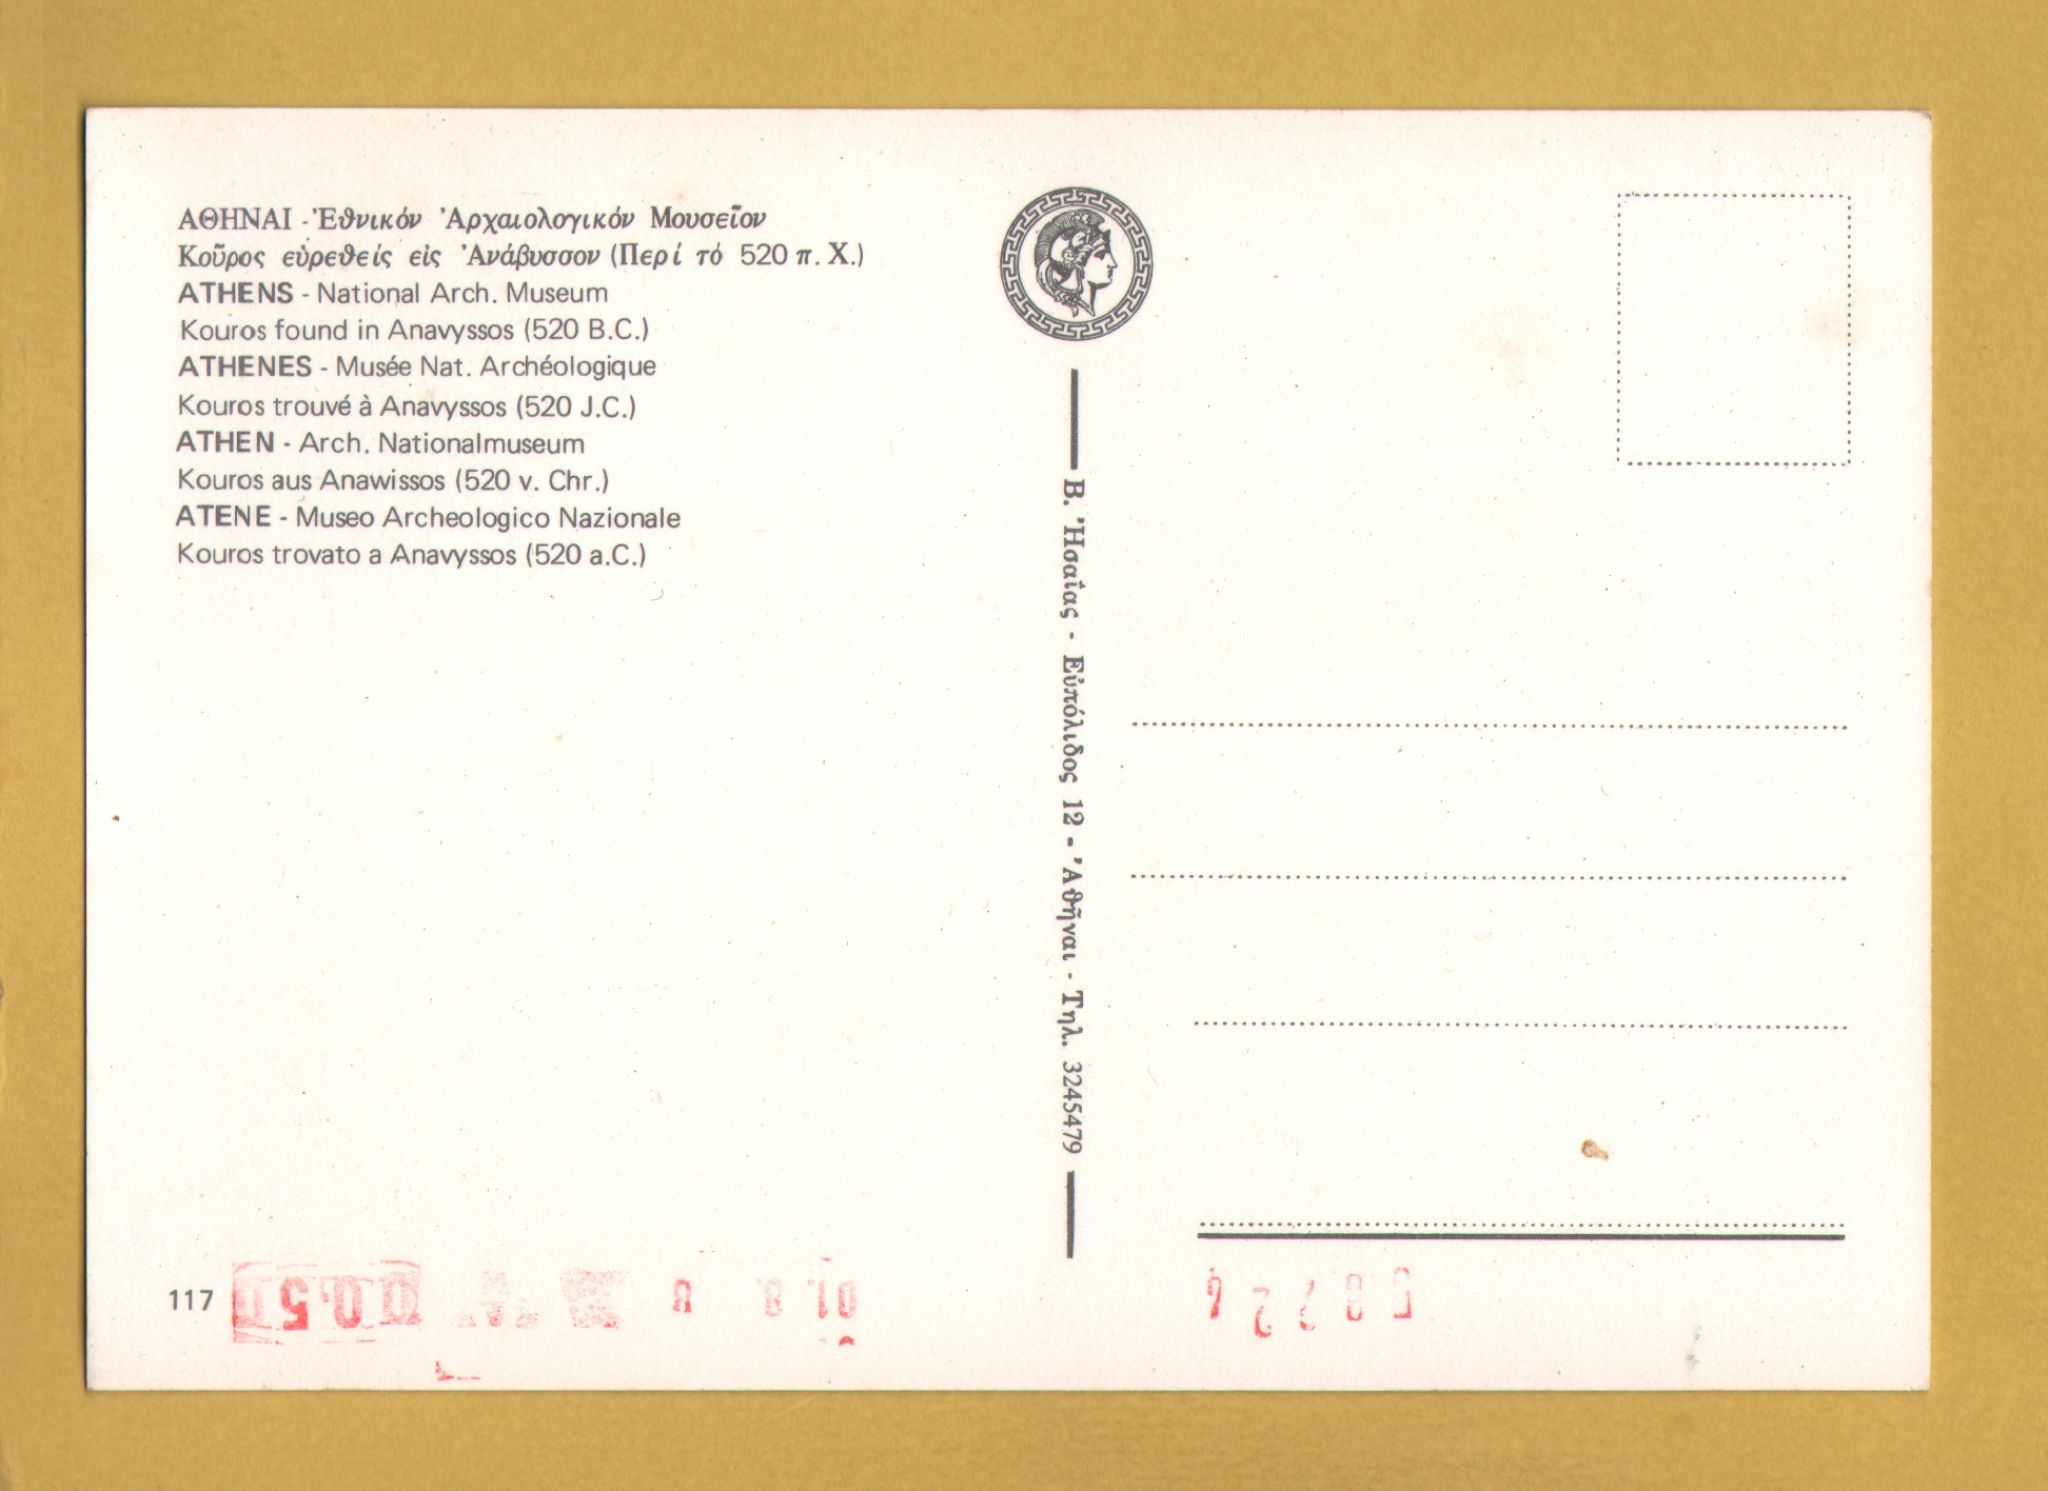 ΑΘΗΝΑΙ - Ἐθνικόν Ἀρχαιολογικόν Μουσεῖον
Κοῦρος εὑρεθείς εἰς Ἀνάβυσσον (Περί τό 520 π. Χ.)
ATHENS - National Arch. Museum
Kouros found in Anavyssos (520 B.C.)
ATHENES - Musée Nat. Archéologique
Kouros trouvé à Anavyssos (520 J.C.)
ATHEN - Arch. Nationalmuseum
Kouros aus Anawissos (520 v. Chr.)
ATENE - Museo Archeologico Nazionale
Kouros trovato a Anavyssos (520 a.C.)
Β. Ἠσαΐας - Εὐπόλιδος 12 - Ἀθῆναι - Τηλ. 3245479
117